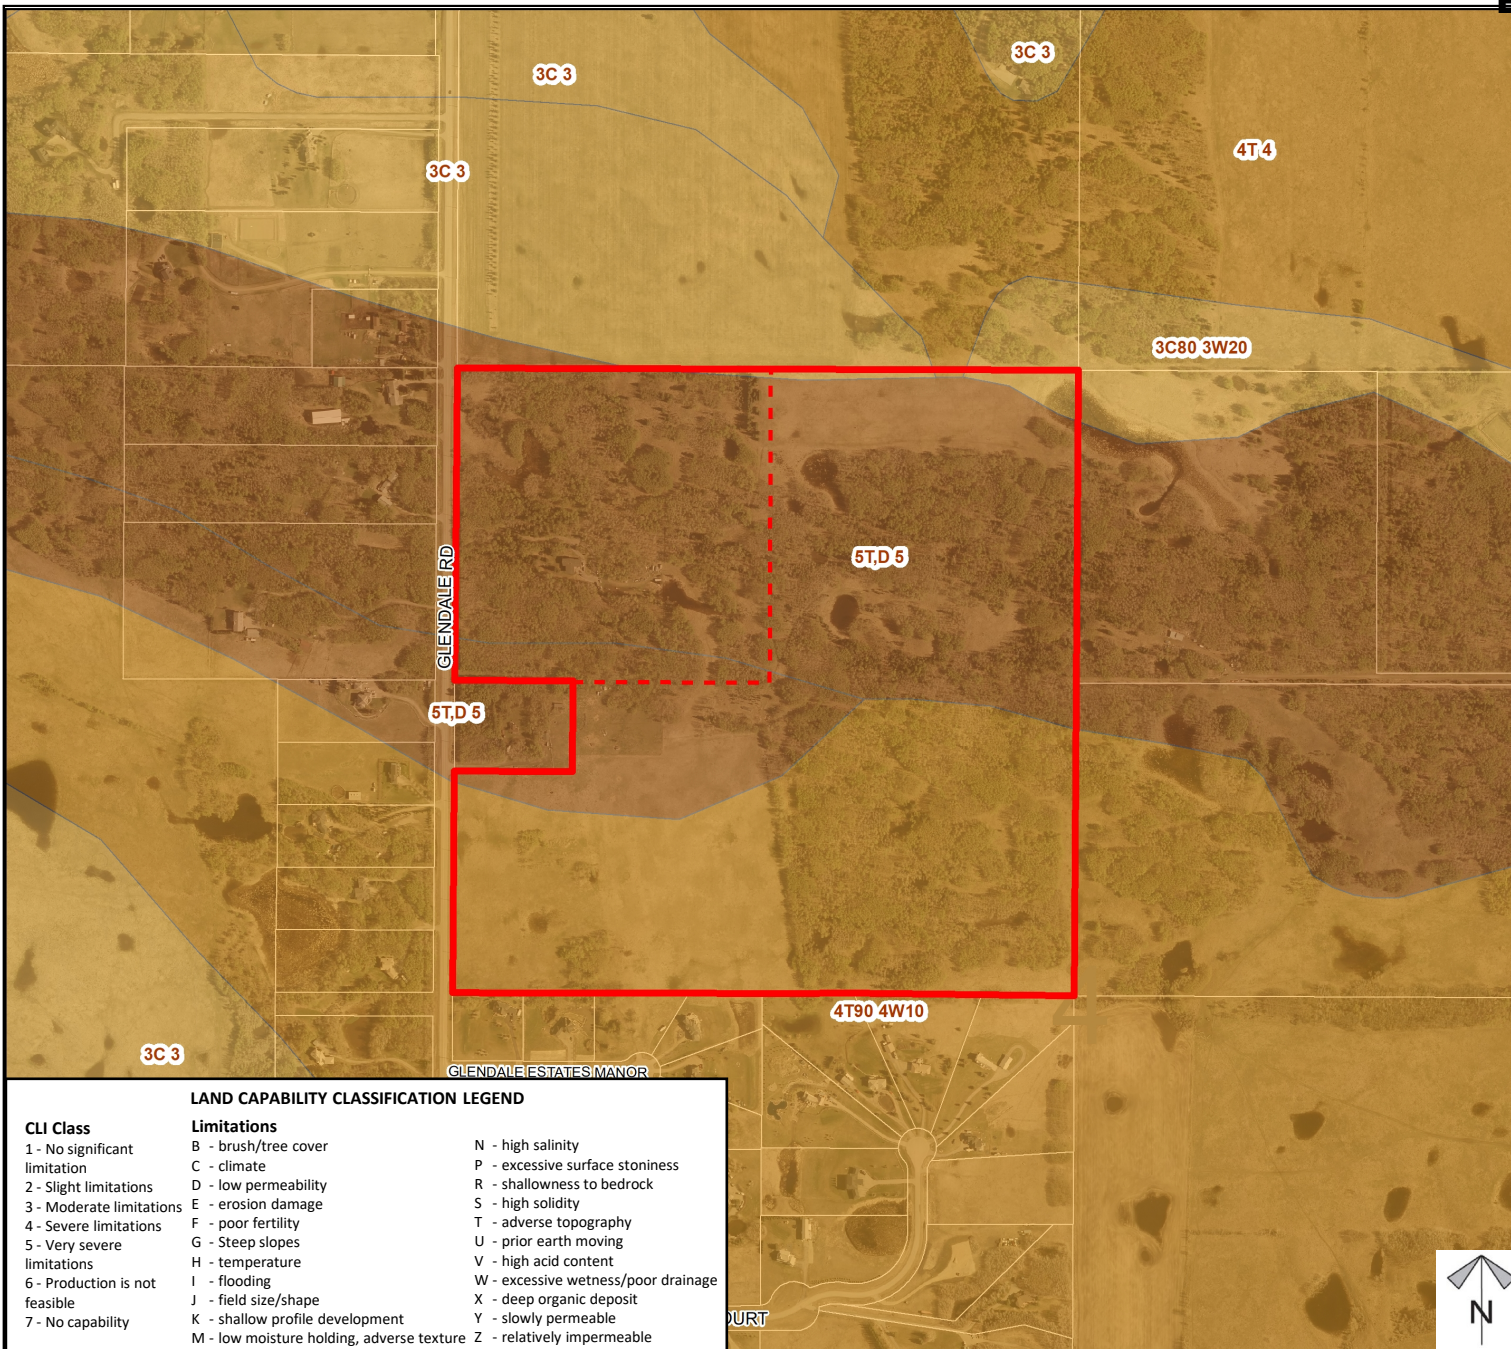 3C 3
3C 3
4T 4
3C 3
3C80 3W20
5T,D 5
GLENDALE RD
5T,D 5
4T90 4W10
4
3C 3
GLENDALE ESTATES MANOR
LAND CAPABILITY CLASSIFICATION LEGEND
CLI Class
1 - No significant
limitation
2 - Slight limitations
3 - Moderate limitations
4 - Severe limitations
5 - Very severe
limitations
6 - Production is not
feasible
7 - No capability
Limitations
B - brush/tree cover
C - climate
D - low permeability
E - erosion damage
F - poor fertility
G - Steep slopes
H - temperature
I - flooding
J - field size/shape
K - shallow profile development
M - low moisture holding, adverse texture
N - high salinity
P - excessive surface stoniness
R - shallowness to bedrock
S - high solidity
T - adverse topography
U - prior earth moving
V - high acid content
W - excessive wetness/poor drainage
X - deep organic deposit
Y - slowly permeable
Z - relatively impermeable
N